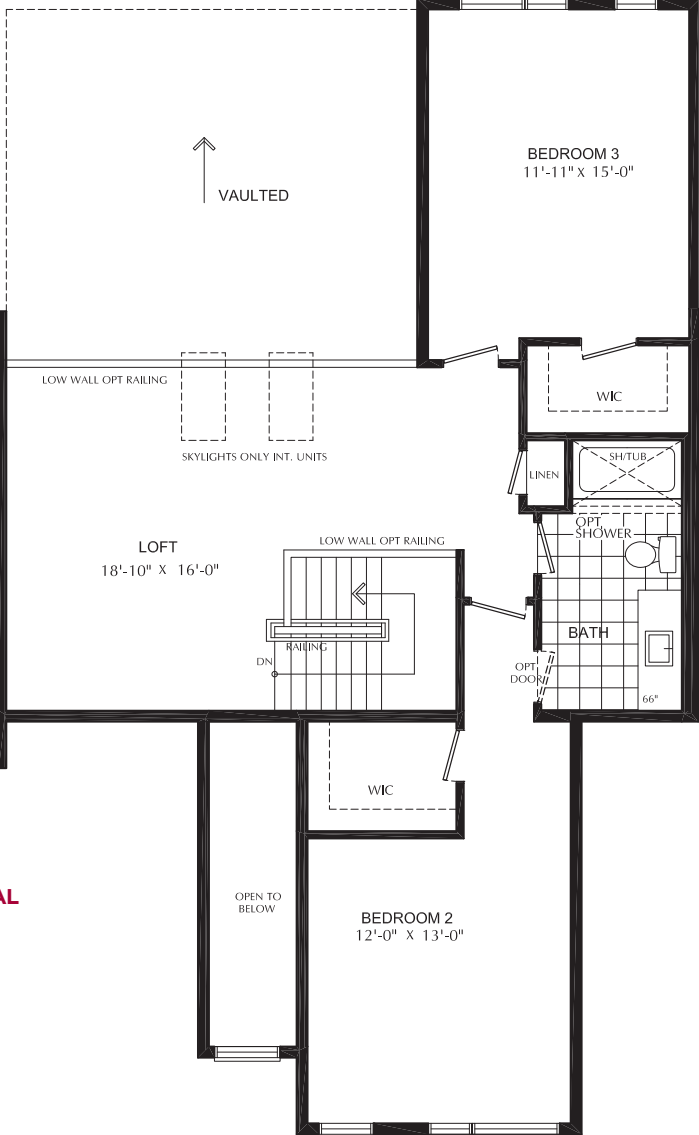 BEDROOM 3
11'-11" X 15'-0"
VAULTED
LOW WALL OPT RAILING
WIC
SKYLIGHTS ONLY INT. UNITS
LINEN
SH/TUB
OPT
SHOWER
LOFT
18'-10" X 16'-0"
LOW WALL OPT RAILING
BATH
RAILING
DN
OPT
DOOR
66"
WIC
AL
OPEN TO
BELOW
BEDROOM 2
12'-0" X 13'-0"